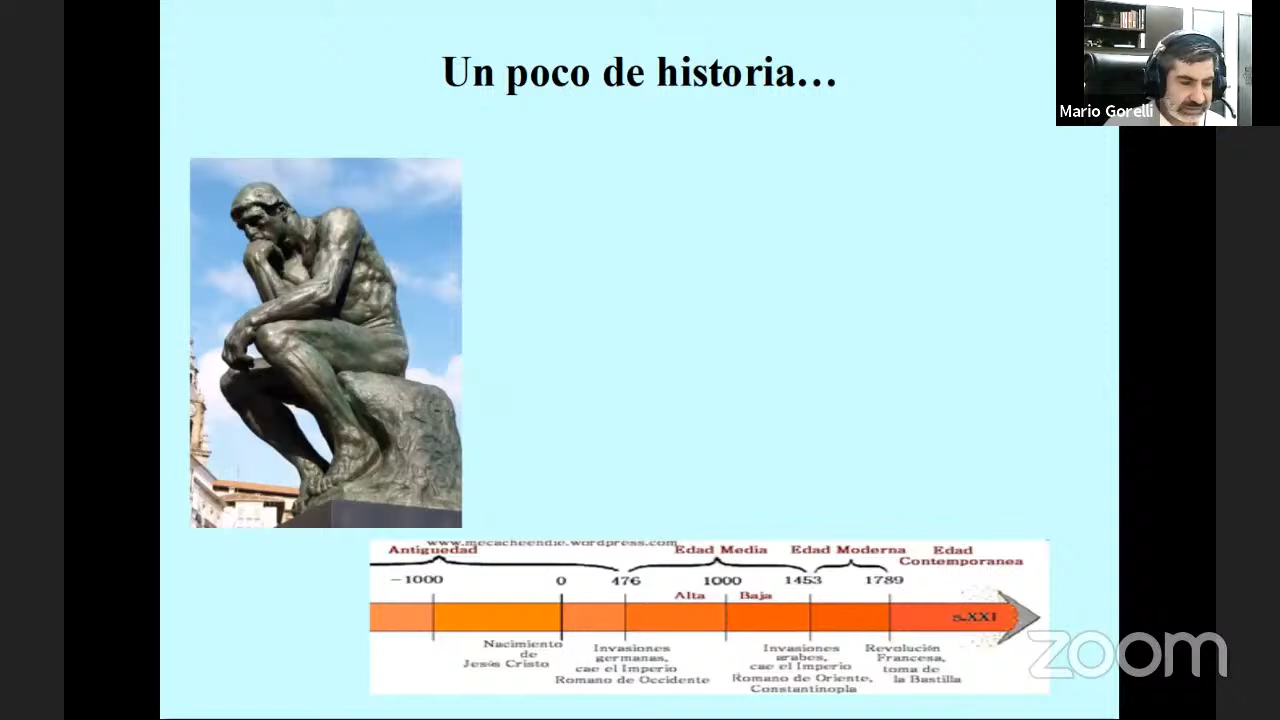 Un poco de historia...
Mario Gorelli
www.mecacheendie.wordpress.com
Antiguedad Edad Media Edad Moderna Edad
Contemporanea
-1000 0 476 1000 1453 1789
Alta Baja
s.XXI
Nacimiento
de
Jesús Cristo
Invasiones
germanas,
cae el Imperio
Romano de Occidente
Invasiones
arabes,
cae el Imperio
Romano de Oriente,
Constantinopla
Revolución
Francesa,
toma de
la Bastilla
zoom